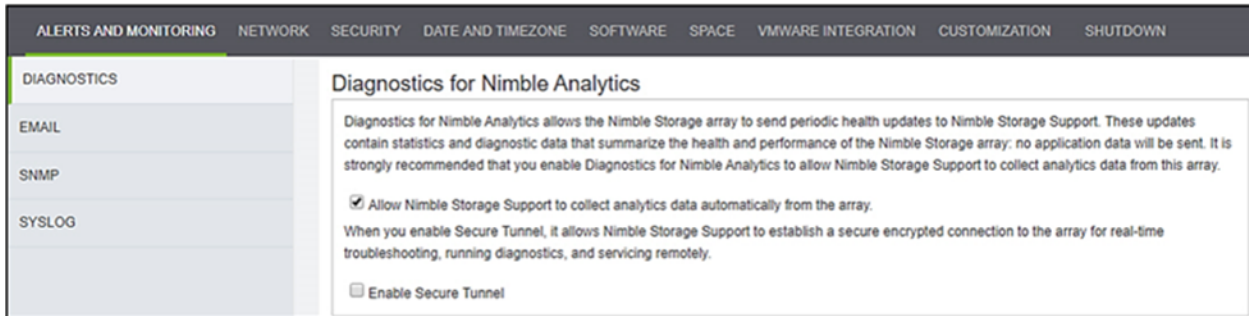 ALERTS AND MONITORING NETWORK SECURITY DATE AND TIMEZONE SOFTWARE SPACE VMWARE INTEGRATION CUSTOMIZATION SHUTDOWN
DIAGNOSTICS
EMAIL
SNMP
SYSLOG
Diagnostics for Nimble Analytics
Diagnostics for Nimble Analytics allows the Nimble Storage array to send periodic health updates to Nimble Storage Support. These updates
contain statistics and diagnostic data that summarize the health and performance of the Nimble Storage array: no application data will be sent. It is
strongly recommended that you enable Diagnostics for Nimble Analytics to allow Nimble Storage Support to collect analytics data from this array.
Allow Nimble Storage Support to collect analytics data automatically from the array.
When you enable Secure Tunnel, it allows Nimble Storage Support to establish a secure encrypted connection to the array for real-time
troubleshooting, running diagnostics, and servicing remotely.
Enable Secure Tunnel